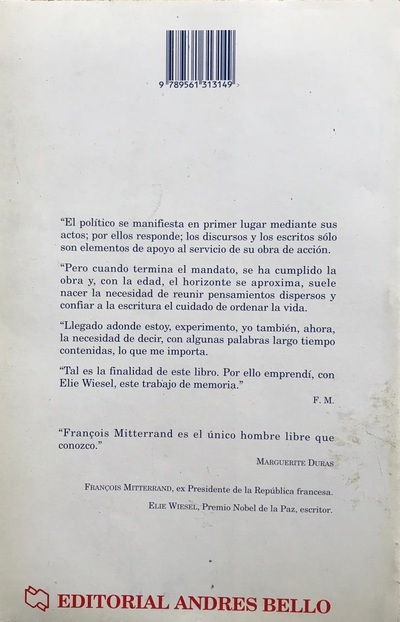 9 789561 313149
“El político se manifiesta en primer lugar mediante sus
actos; por ellos responde; los discursos y los escritos sólo
son elementos de apoyo al servicio de su obra de acción.
“Pero cuando termina el mandato, se ha cumplido la
obra y, con la edad, el horizonte se aproxima, suele
nacer la necesidad de reunir pensamientos dispersos y
confiar a la escritura el cuidado de ordenar la vida.
“Llegado adonde estoy, experimento, yo también, ahora,
la necesidad de decir, con algunas palabras largo tiempo
contenidas, lo que me importa.
“Tal es la finalidad de este libro. Por ello emprendí, con
Elie Wiesel, este trabajo de memoria.”
F. M.
“François Mitterrand es el único hombre libre que
conozco.”
MARGUERITE DURAS
FRANÇOIS MITTERRAND, ex Presidente de la República francesa.
ELIE WIESEL, Premio Nobel de la Paz, escritor.
EDITORIAL ANDRES BELLO